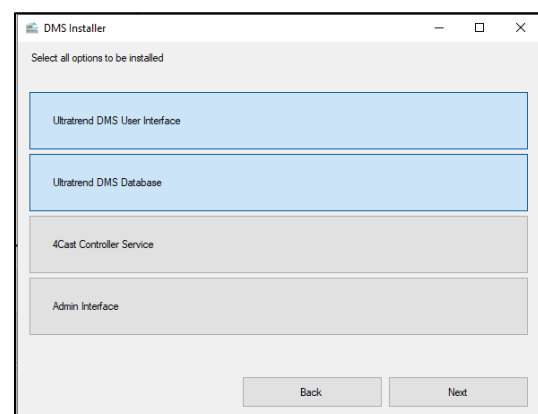 DMS Installer
Select all options to be installed
Ultratrend DMS User Interface
Ultratrend DMS Database
4Cast Controller Service
Admin Interface
Back Next